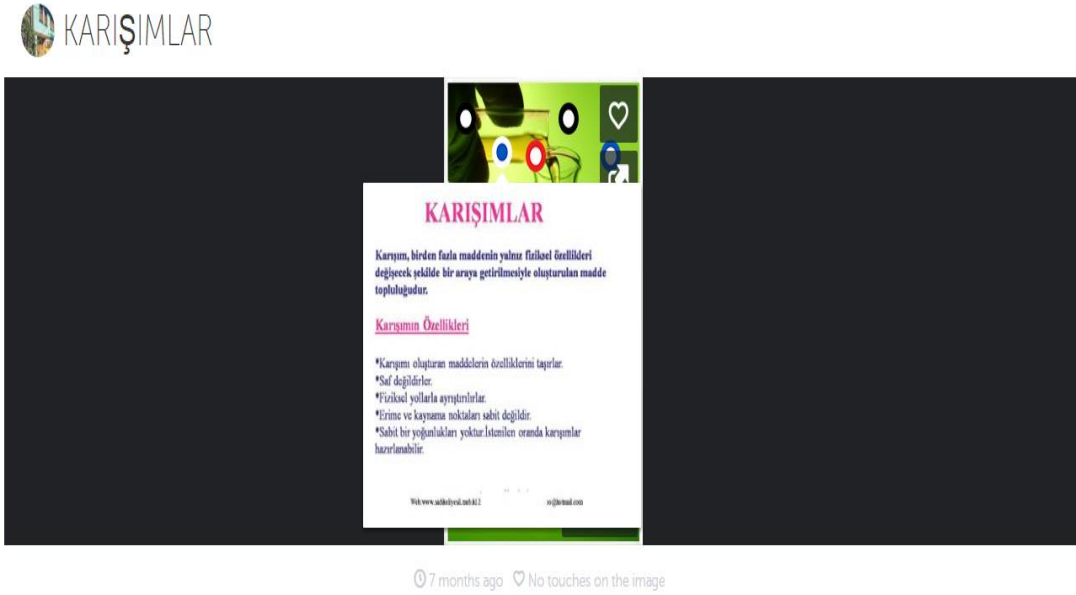 KARIŞIMLAR
KARIŞIMLAR
Karışım, birden fazla maddenin yalnız fiziksel özellikleri
değişecek şekilde bir araya getirilmesiyle oluşturulan madde
topluluğudur.
Karışımın Özellikleri
*Karışımı oluşturan maddelerin özelliklerini taşırlar.
*Saf değildirler.
*Fiziksel yollarla ayrıştırılırlar.
*Erime ve kaynama noktaları sabit değildir.
*Sabit bir yoğunlukları yoktur.İstenilen oranda karışımlar
hazırlanabilir.
7 months ago No touches on the image